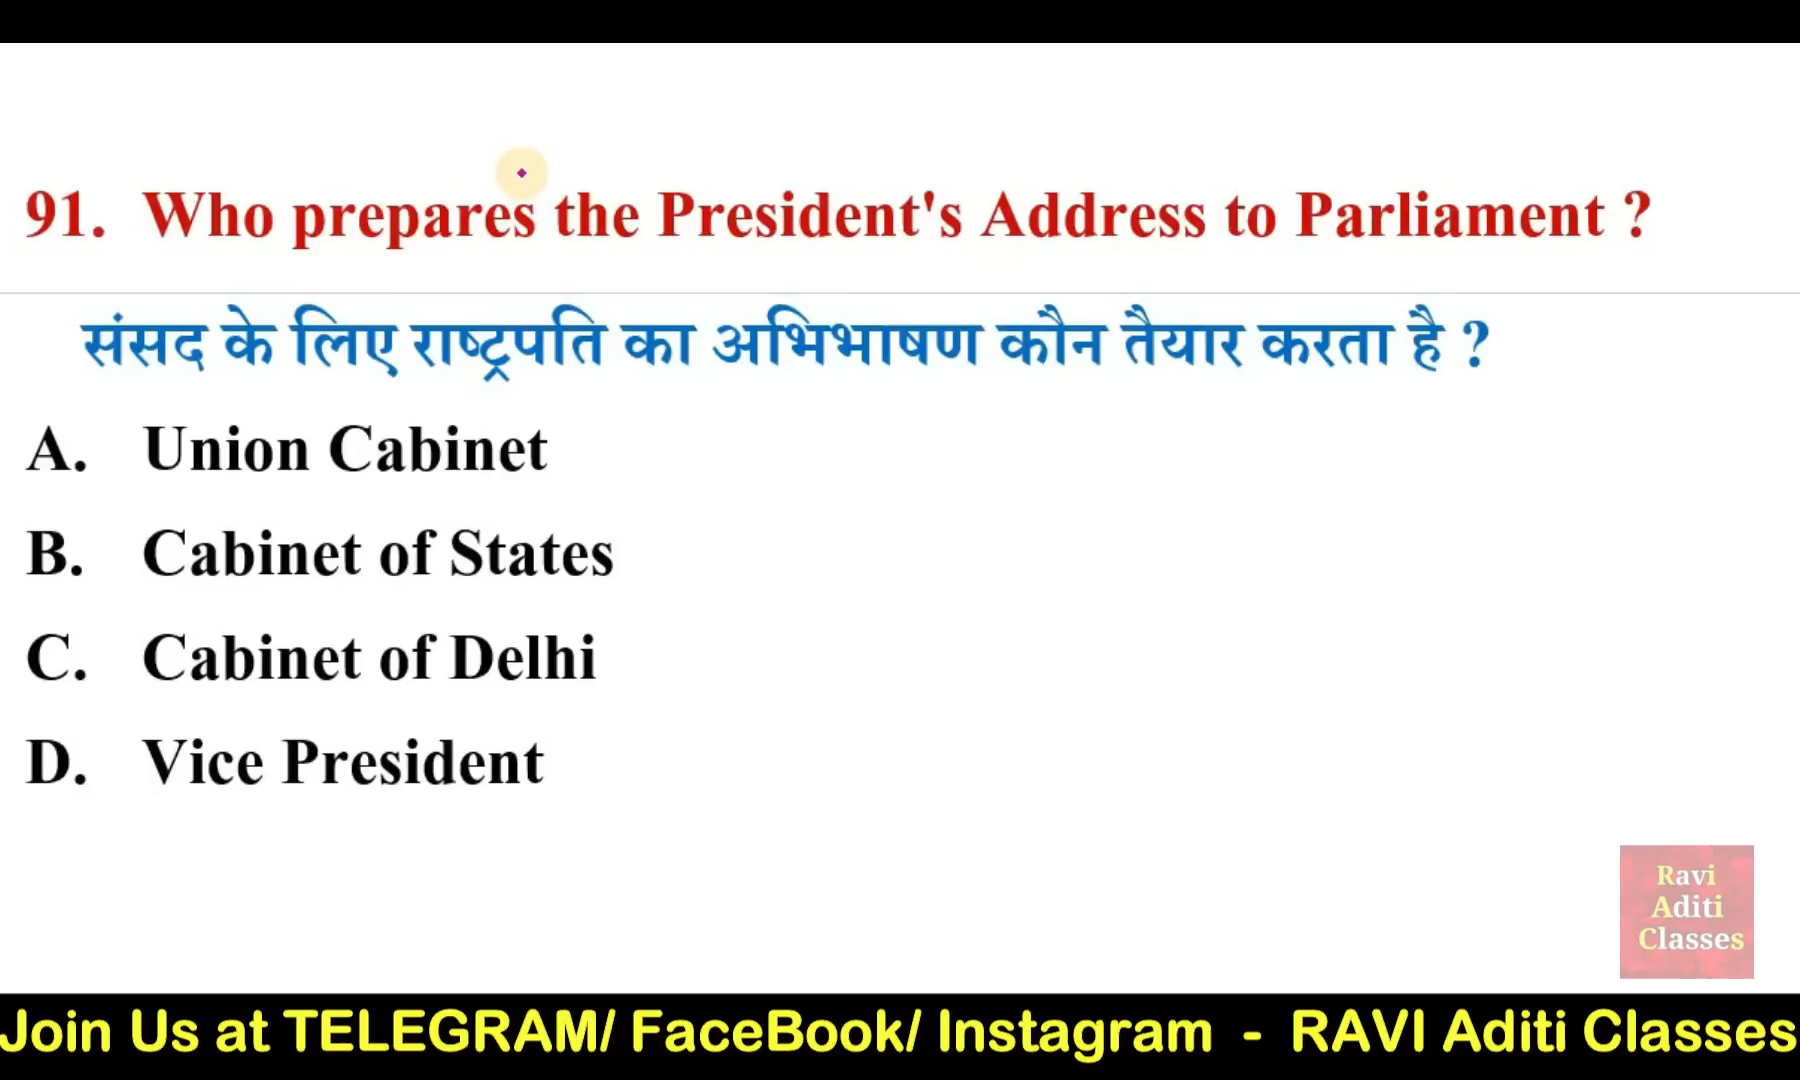 91. Who prepares the President's Address to Parliament ?
संसद के लिए राष्ट्रपति का अभिभाषण कौन तैयार करता है ?
A. Union Cabinet
B. Cabinet of States
C. Cabinet of Delhi
D. Vice President
Ravi
Aditi
Classes
Join Us at TELEGRAM/ FaceBook/ Instagram - RAVI Aditi Classes